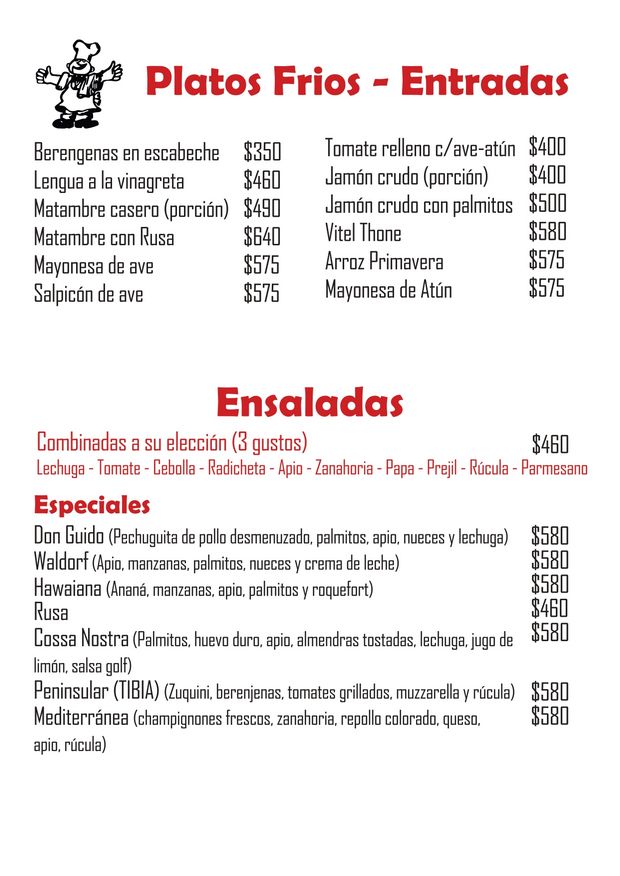 Platos Frios - Entradas
Berengenas en escabeche $350
Lengua a la vinagreta $460
Matambre casero (porción) $490
Matambre con Rusa $640
Mayonesa de ave $575
Salpicón de ave $575
Tomate relleno c/ave-atún $400
Jamón crudo (porción) $400
Jamón crudo con palmitos $500
Vitel Thone $580
Arroz Primavera $575
Mayonesa de Atún $575
Ensaladas
Combinadas a su elección (3 gustos) $460
Lechuga - Tomate - Cebolla - Radicheta - Apio - Zanahoria - Papa - Prejil - Rúcula - Parmesano
Especiales
Don Guido (Pechuguita de pollo desmenuzado, palmitos, apio, nueces y lechuga) $580
Waldorf (Apio, manzanas, palmitos, nueces y crema de leche) $580
Hawaiana (Ananá, manzanas, apio, palmitos y roquefort) $580
Rusa $460
Cossa Nostra (Palmitos, huevo duro, apio, almendras tostadas, lechuga, jugo de $580
limón, salsa golf)
Peninsular (TIBIA) (Zuquini, berenjenas, tomates grillados, muzzarella y rúcula) $580
Mediterránea (champignones frescos, zanahoria, repollo colorado, queso, $580
apio, rúcula)